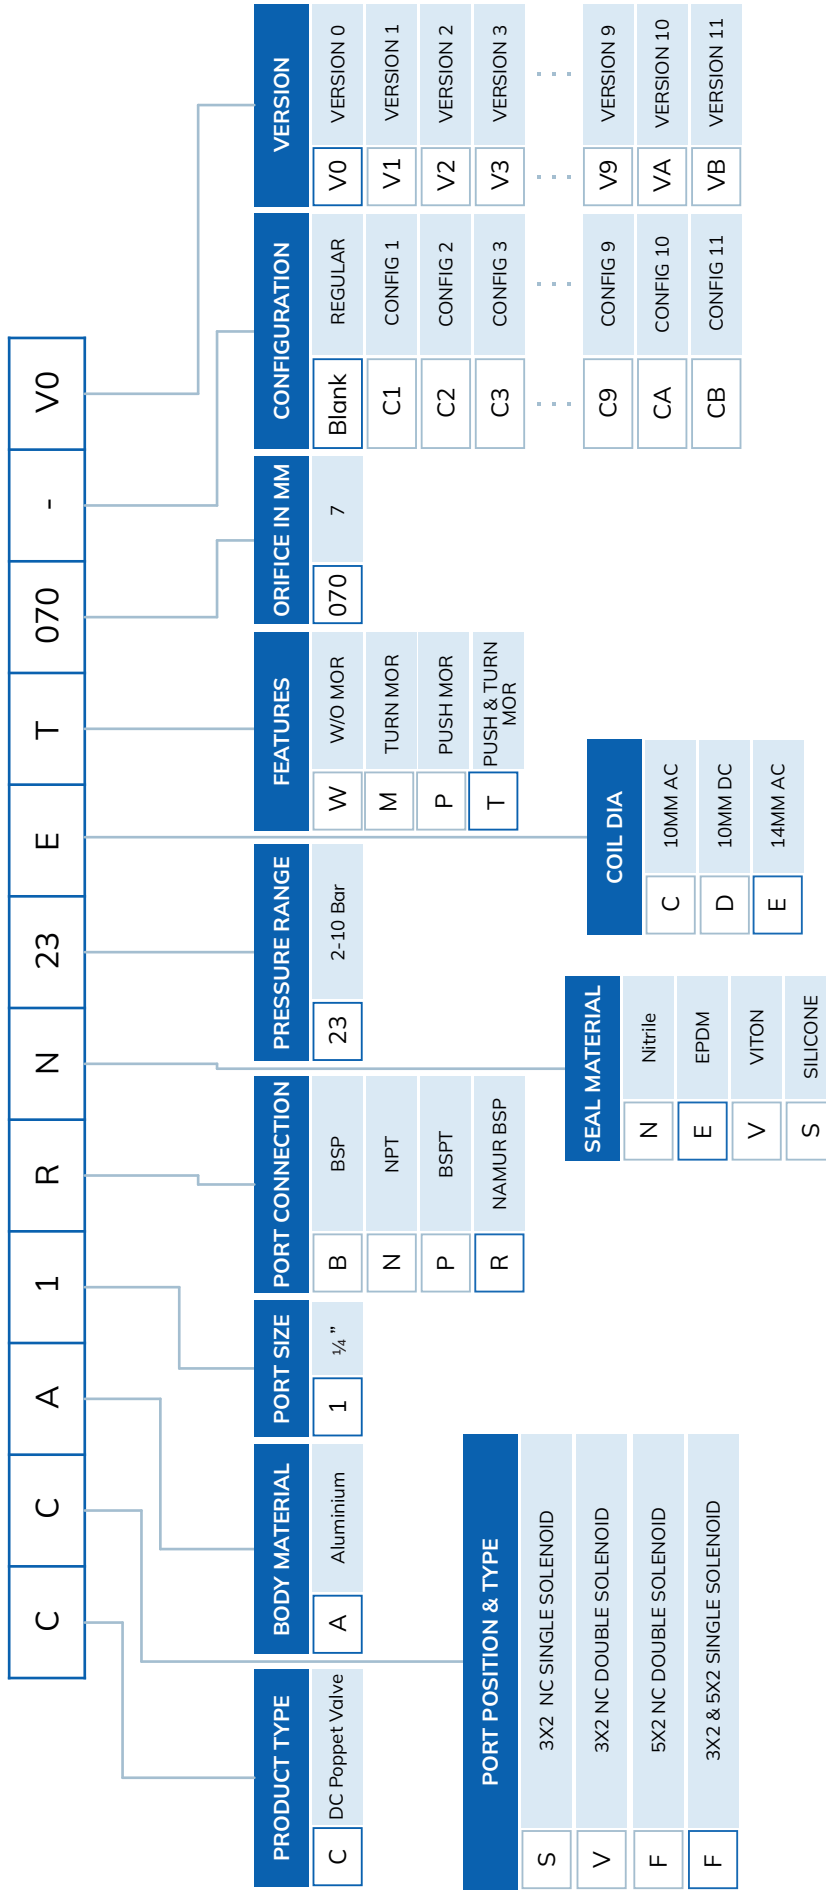 C C A 1 R N 23 E T 070 - V0
PRODUCT TYPE
C DC Poppet Valve
PORT POSITION & TYPE
S 3X2 NC SINGLE SOLENOID
V 3X2 NC DOUBLE SOLENOID
F 5X2 NC DOUBLE SOLENOID
F 3X2 & 5X2 SINGLE SOLENOID
BODY MATERIAL
A Aluminium
PORT SIZE
1 ¼"
PORT CONNECTION
B BSP
N NPT
P BSPT
R NAMUR BSP
SEAL MATERIAL
N Nitrile
E EPDM
V VITON
S SILICONE
PRESSURE RANGE
23 2-10 Bar
COIL DIA
C 10MM AC
D 10MM DC
E 14MM AC
FEATURES
W W/O MOR
M TURN MOR
P PUSH MOR
T PUSH & TURN
MOR
ORIFICE IN MM
070 7
CONFIGURATION
Blank REGULAR
C1 CONFIG 1
C2 CONFIG 2
C3 CONFIG 3
... ...
C9 CONFIG 9
CA CONFIG 10
CB CONFIG 11
VERSION
V0 VERSION 0
V1 VERSION 1
V2 VERSION 2
V3 VERSION 3
... ...
V9 VERSION 9
VA VERSION 10
VB VERSION 11